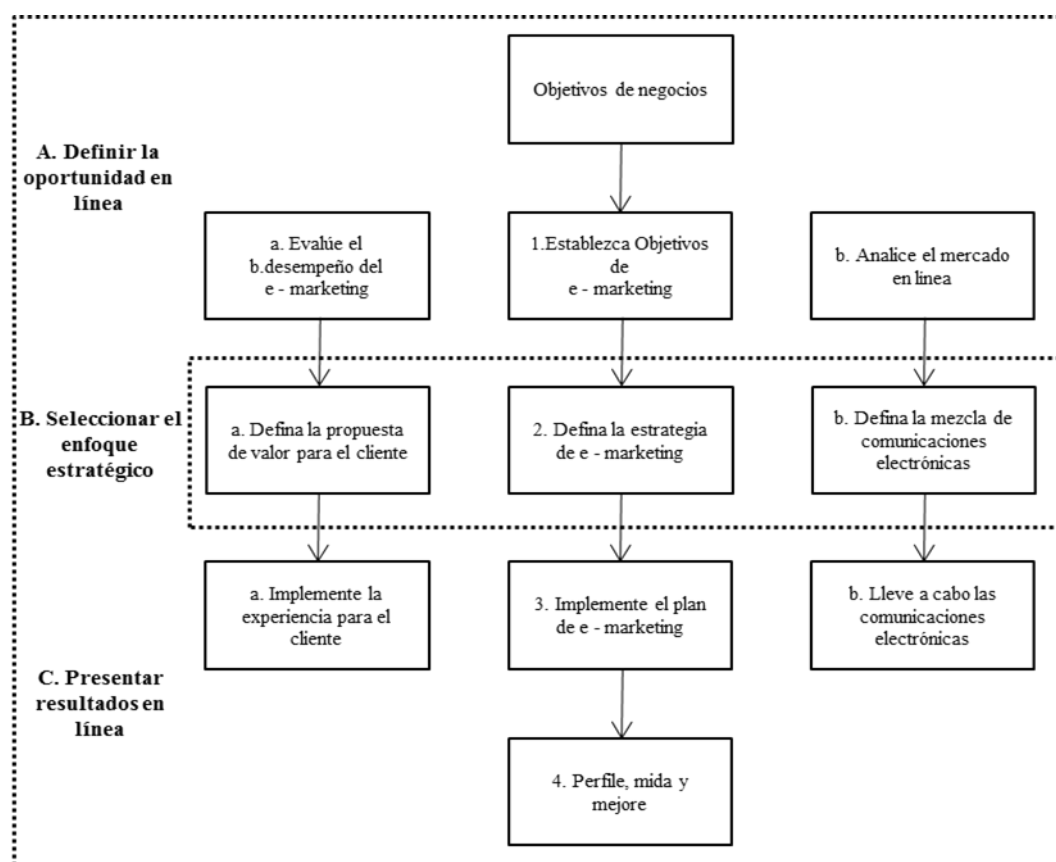 Objetivos de negocios
A. Definir la
oportunidad en
línea
a. Evalúe el
b.desempeño del
e - marketing
1.Establezca Objetivos
de
e - marketing
b. Analice el mercado
en linea
B. Seleccionar el
enfoque
estratégico
a. Defina la propuesta
de valor para el cliente
2. Defina la estrategia
de e - marketing
b. Defina la mezcla de
comunicaciones
electrónicas
a. Implemente la
experiencia para el
cliente
3. Implemente el plan
de e - marketing
b. Lleve a cabo las
comunicaciones
electrónicas
C. Presentar
resultados en
línea
4. Perfile, mida y
mejore